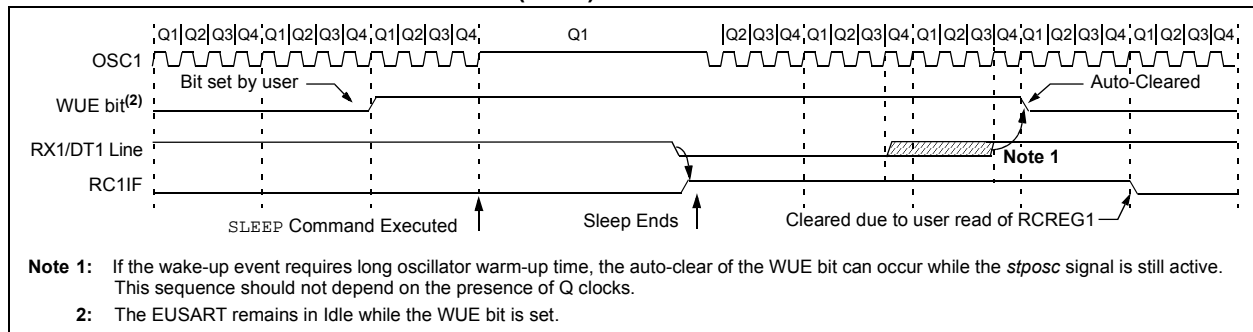 Q1 Q2 Q3 Q4 Q1 Q2 Q3 Q4 Q1 Q2 Q3 Q4 Q1 Q2 Q3 Q4 Q1 Q2 Q3 Q4 Q1 Q2 Q3 Q4 Q1 Q2 Q3 Q4
OSC1
Bit set by user
Auto-Cleared
WUE bit(2)
RX1/DT1 Line
Note 1
RC1IF
SLEEP Command Executed
Sleep Ends
Cleared due to user read of RCREG1
Note 1: If the wake-up event requires long oscillator warm-up time, the auto-clear of the WUE bit can occur while the stposc signal is still active.
This sequence should not depend on the presence of Q clocks.
2: The EUSART remains in Idle while the WUE bit is set.